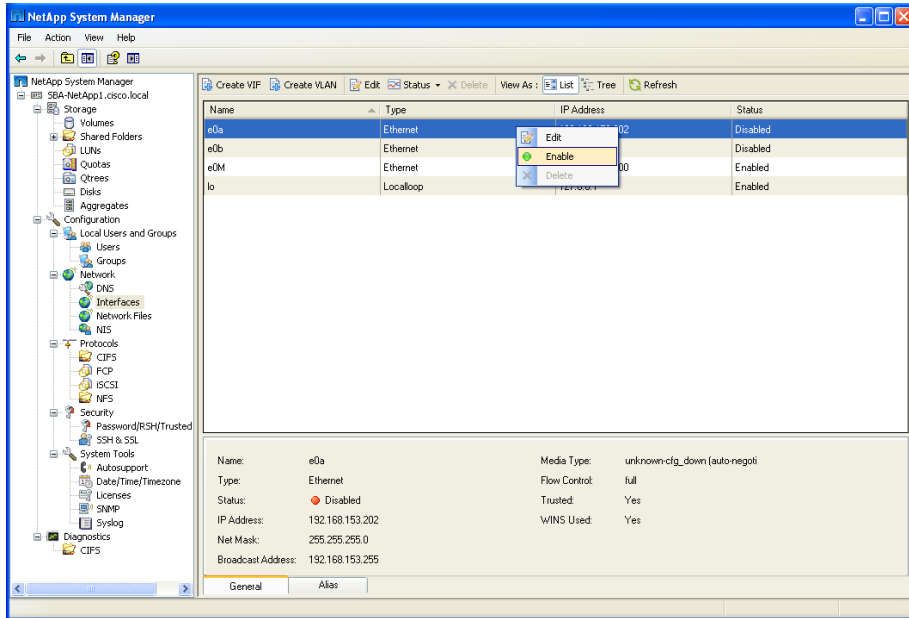 NetApp System Manager
File Action View Help
NetApp System Manager
SBA-NetApp1.cisco.local
Storage
Volumes
Shared Folders
LUNs
Quotas
Qtrees
Disks
Aggregates
Configuration
Local Users and Groups
Users
Groups
Network
DNS
Interfaces
Network Files
NIS
Protocols
CIFS
FCP
iSCSI
NFS
Security
Password/RSH/Trusted
SSH & SSL
System Tools
Autosupport
Date/Time/Timezone
Licenses
SNMP
Syslog
Diagnostics
CIFS
Create VIF Create VLAN Edit Status Delete View As : List Tree Refresh
Name Type IP Address Status
e0a Ethernet 02 Disabled
e0b Ethernet Disabled
e0M Ethernet 00 Enabled
lo Localloop Enabled
Edit
Enable
Delete
Name: e0a Media Type: unknown-cfg_down (auto-negoti
Type: Ethernet Flow Control: full
Status: Disabled Trusted: Yes
IP Address: 192.168.153.202 WINS Used: Yes
Net Mask: 255.255.255.0
Broadcast Address: 192.168.153.255
General Alias